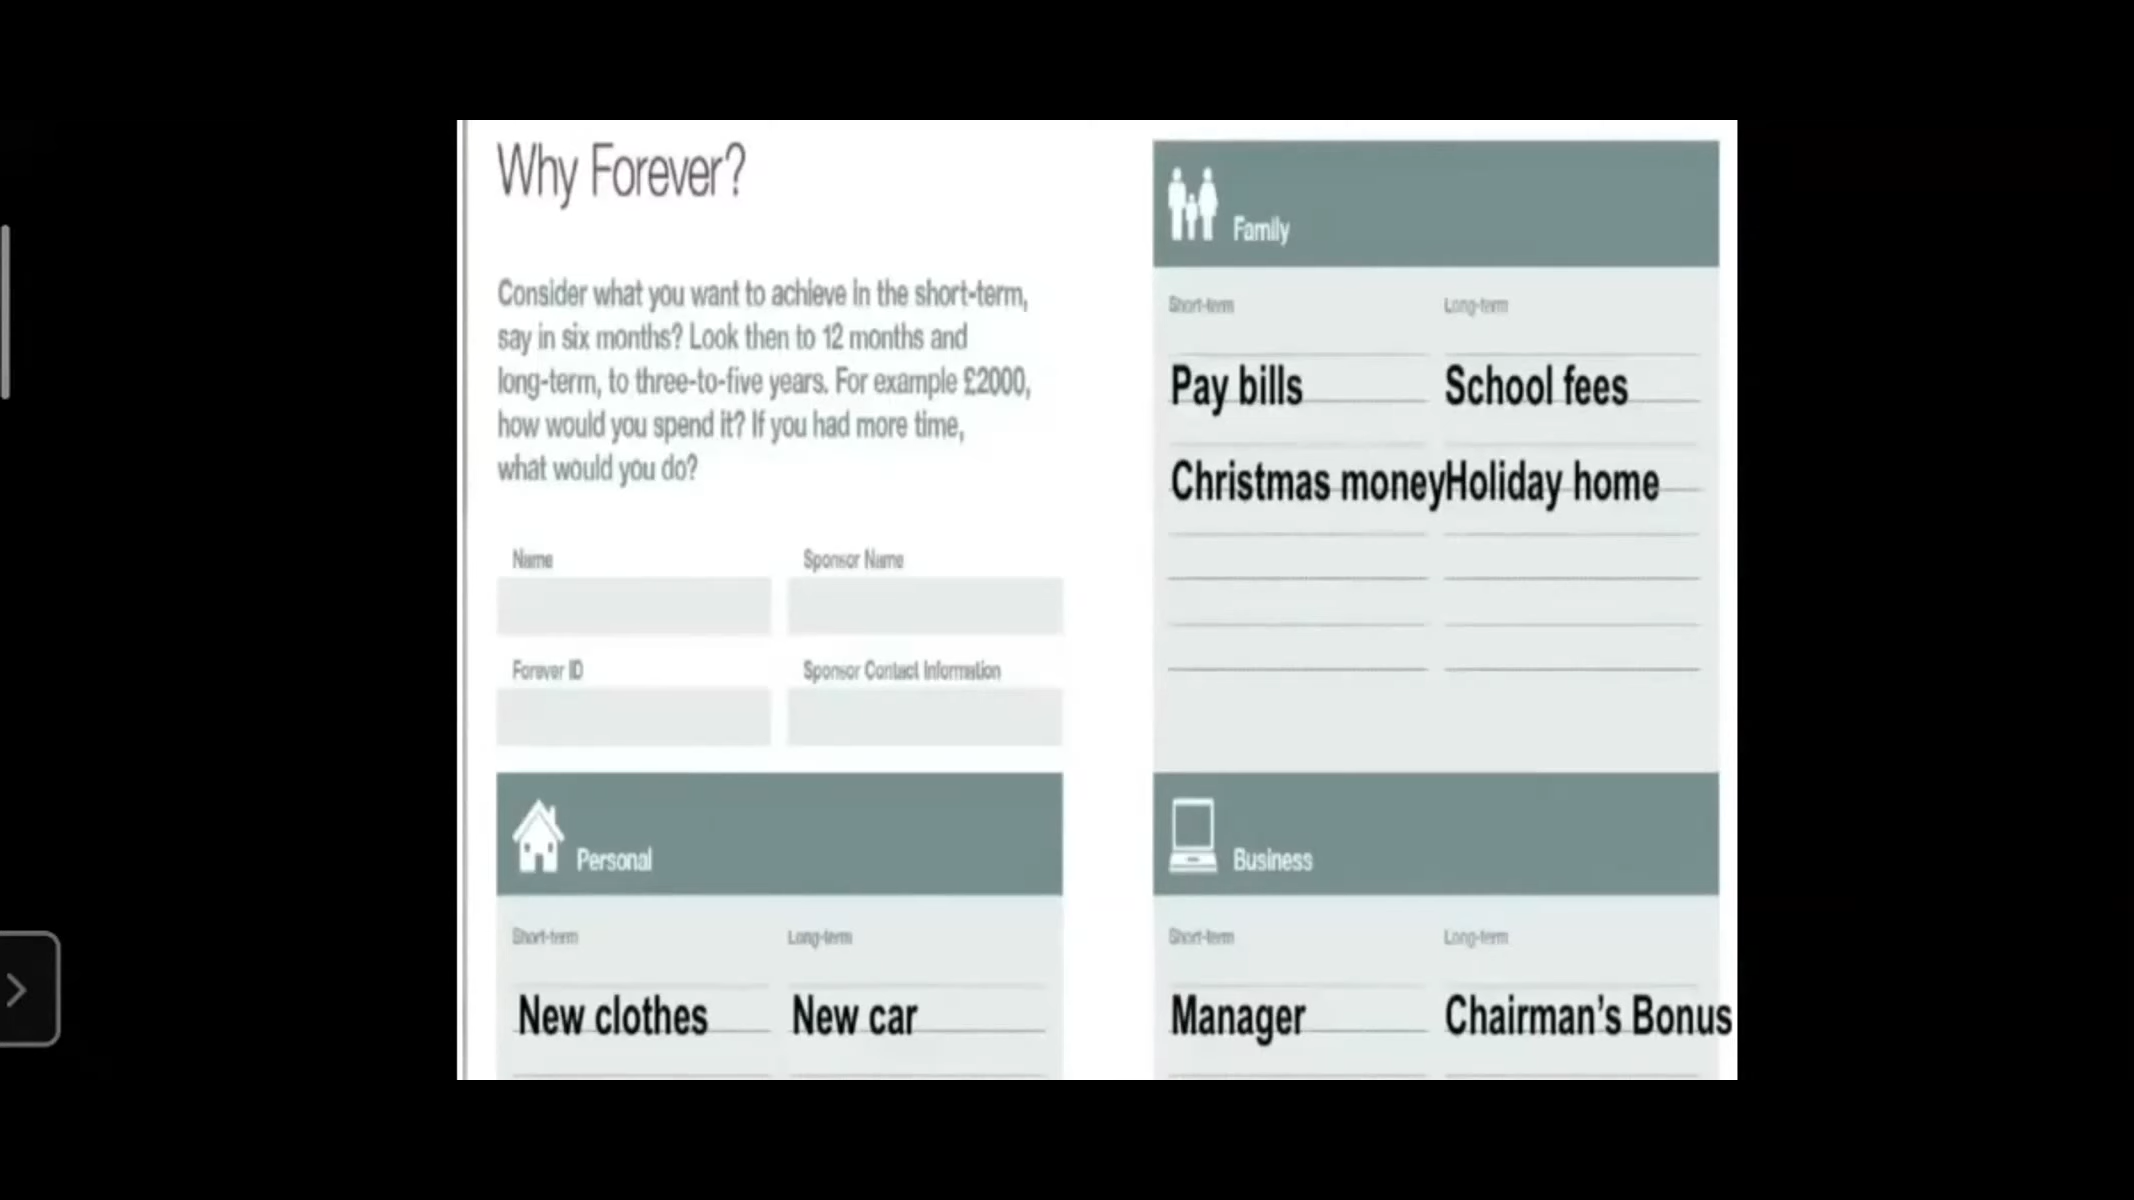 Why Forever?
Consider what you want to achieve in the short-term,
say in six months? Look then to 12 months and
long-term, to three-to-five years. For example £2000,
how would you spend it? If you had more time,
what would you do?
Name
Sponsor Name
Forever ID
Sponsor Contact Information
Personal
Short-term
Long-term
New clothes
New car
Family
Short-term
Long-term
Pay bills
School fees
Christmas money
Holiday home
Business
Short-term
Long-term
Manager
Chairman's Bonus